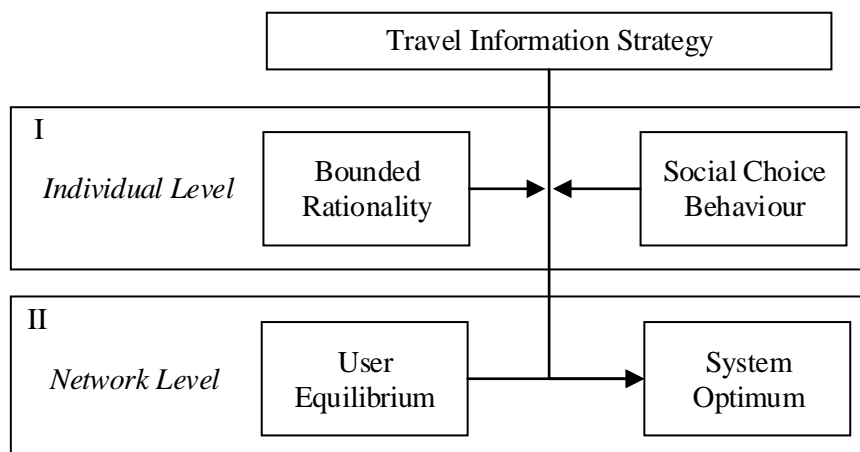 Travel Information Strategy
I
Individual Level
Bounded
Rationality
Social Choice
Behaviour
II
Network Level
User
Equilibrium
System
Optimum